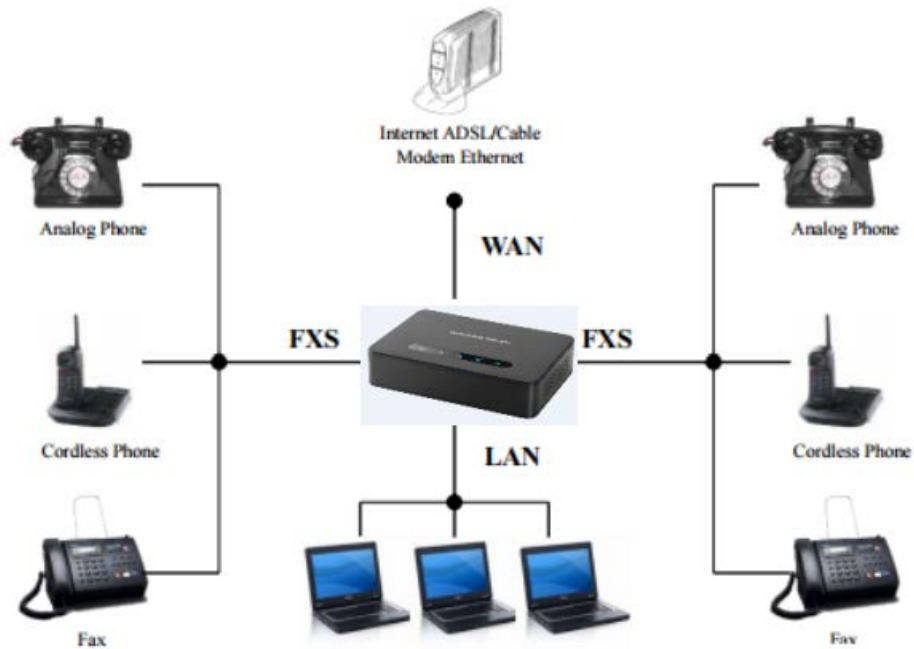 Internet ADSL/Cable
Modem Ethernet
Analog Phone
Analog Phone
WAN
FXS
FXS
Cordless Phone
Cordless Phone
LAN
Fax
Fax